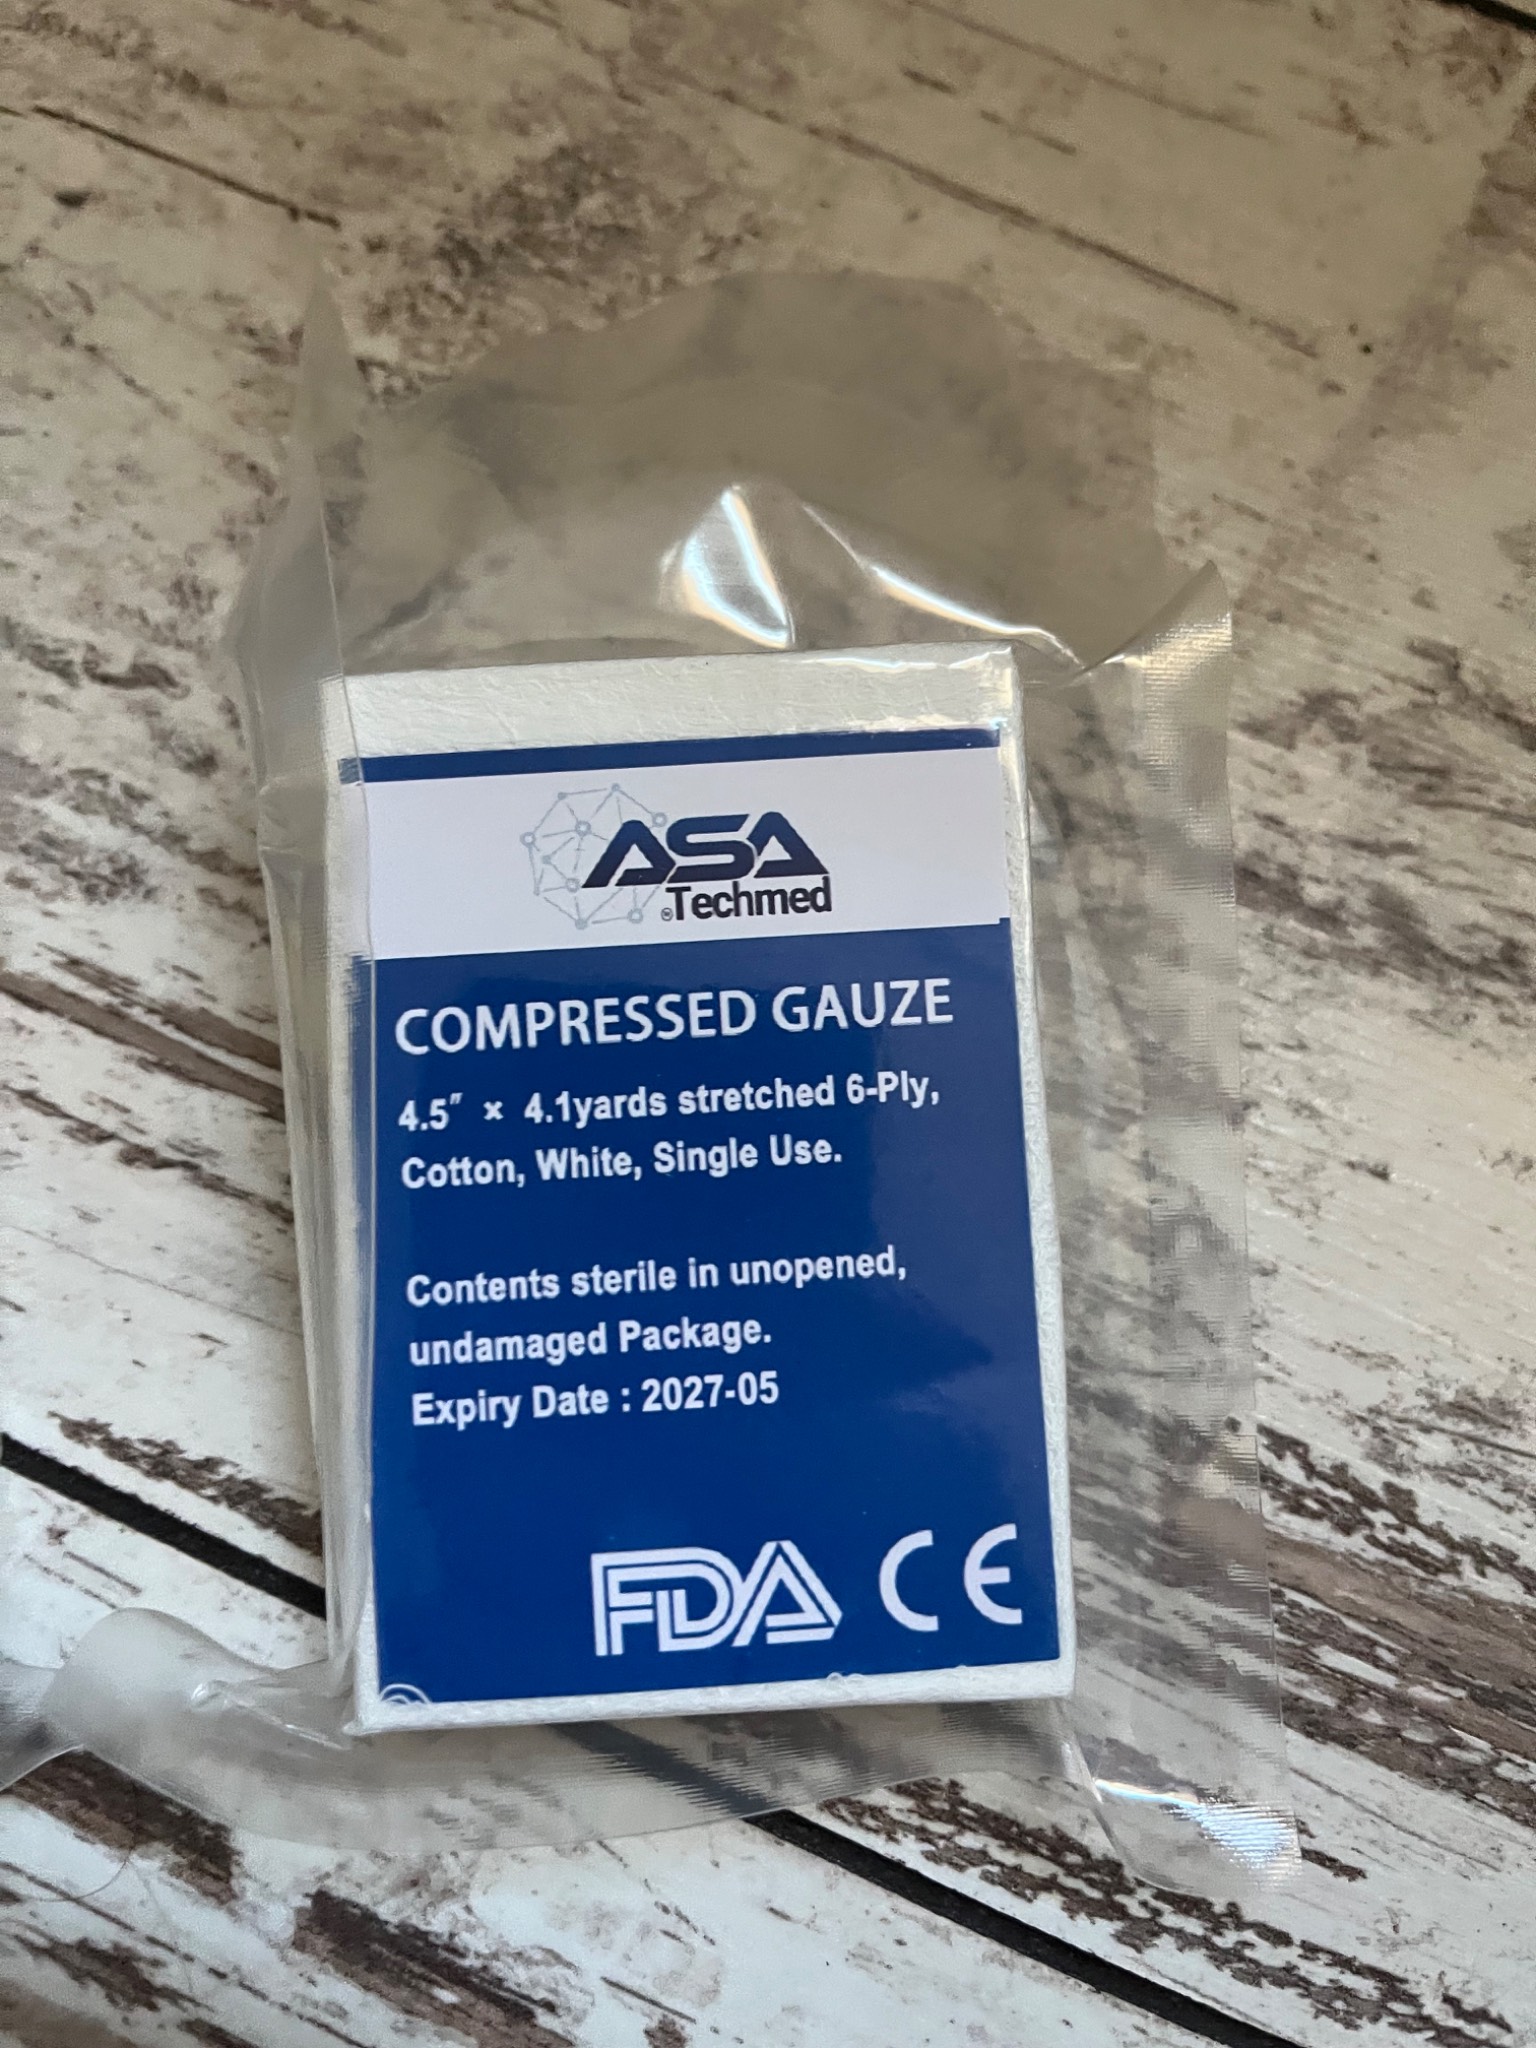 ASA
®Techmed
COMPRESSED GAUZE
4.5" × 4.1yards stretched 6-Ply,
Cotton, White, Single Use.
Contents sterile in unopened,
undamaged Package.
Expiry Date : 2027-05
FDA CE